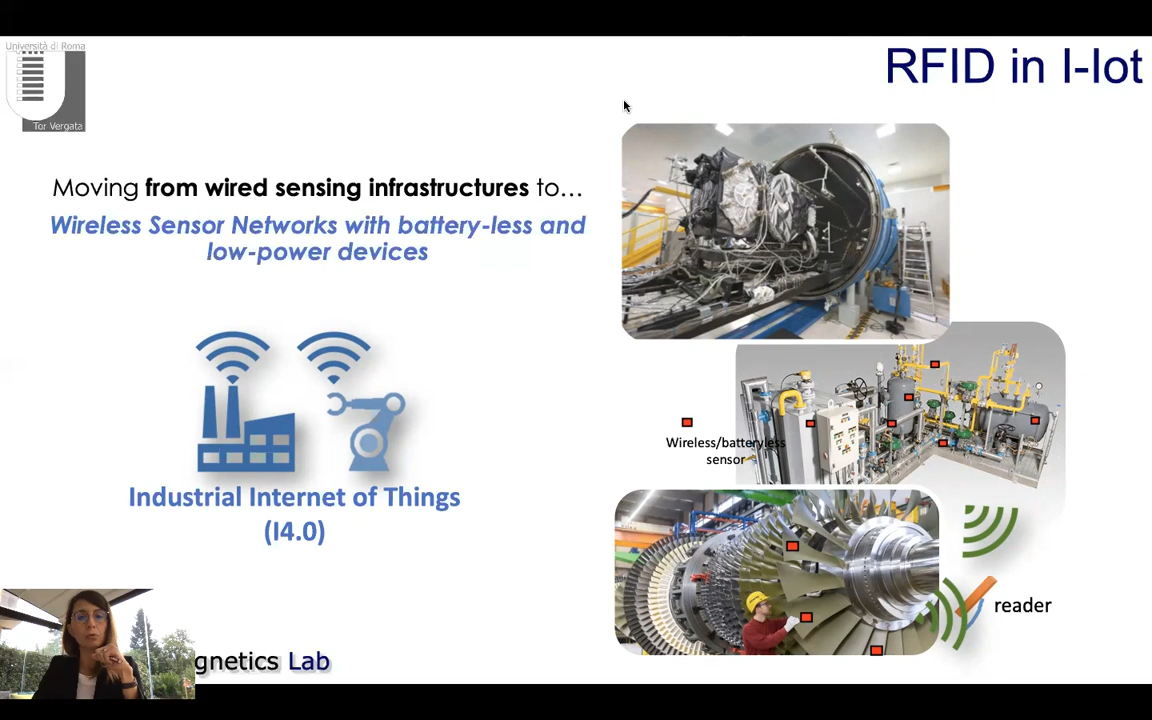 Università di Roma
Tor Vergata
RFID in I-Iot
Moving from wired sensing infrastructures to...
Wireless Sensor Networks with battery-less and
low-power devices
Industrial Internet of Things
(I4.0)
Wireless/batteryless
sensor
reader
gnetics Lab